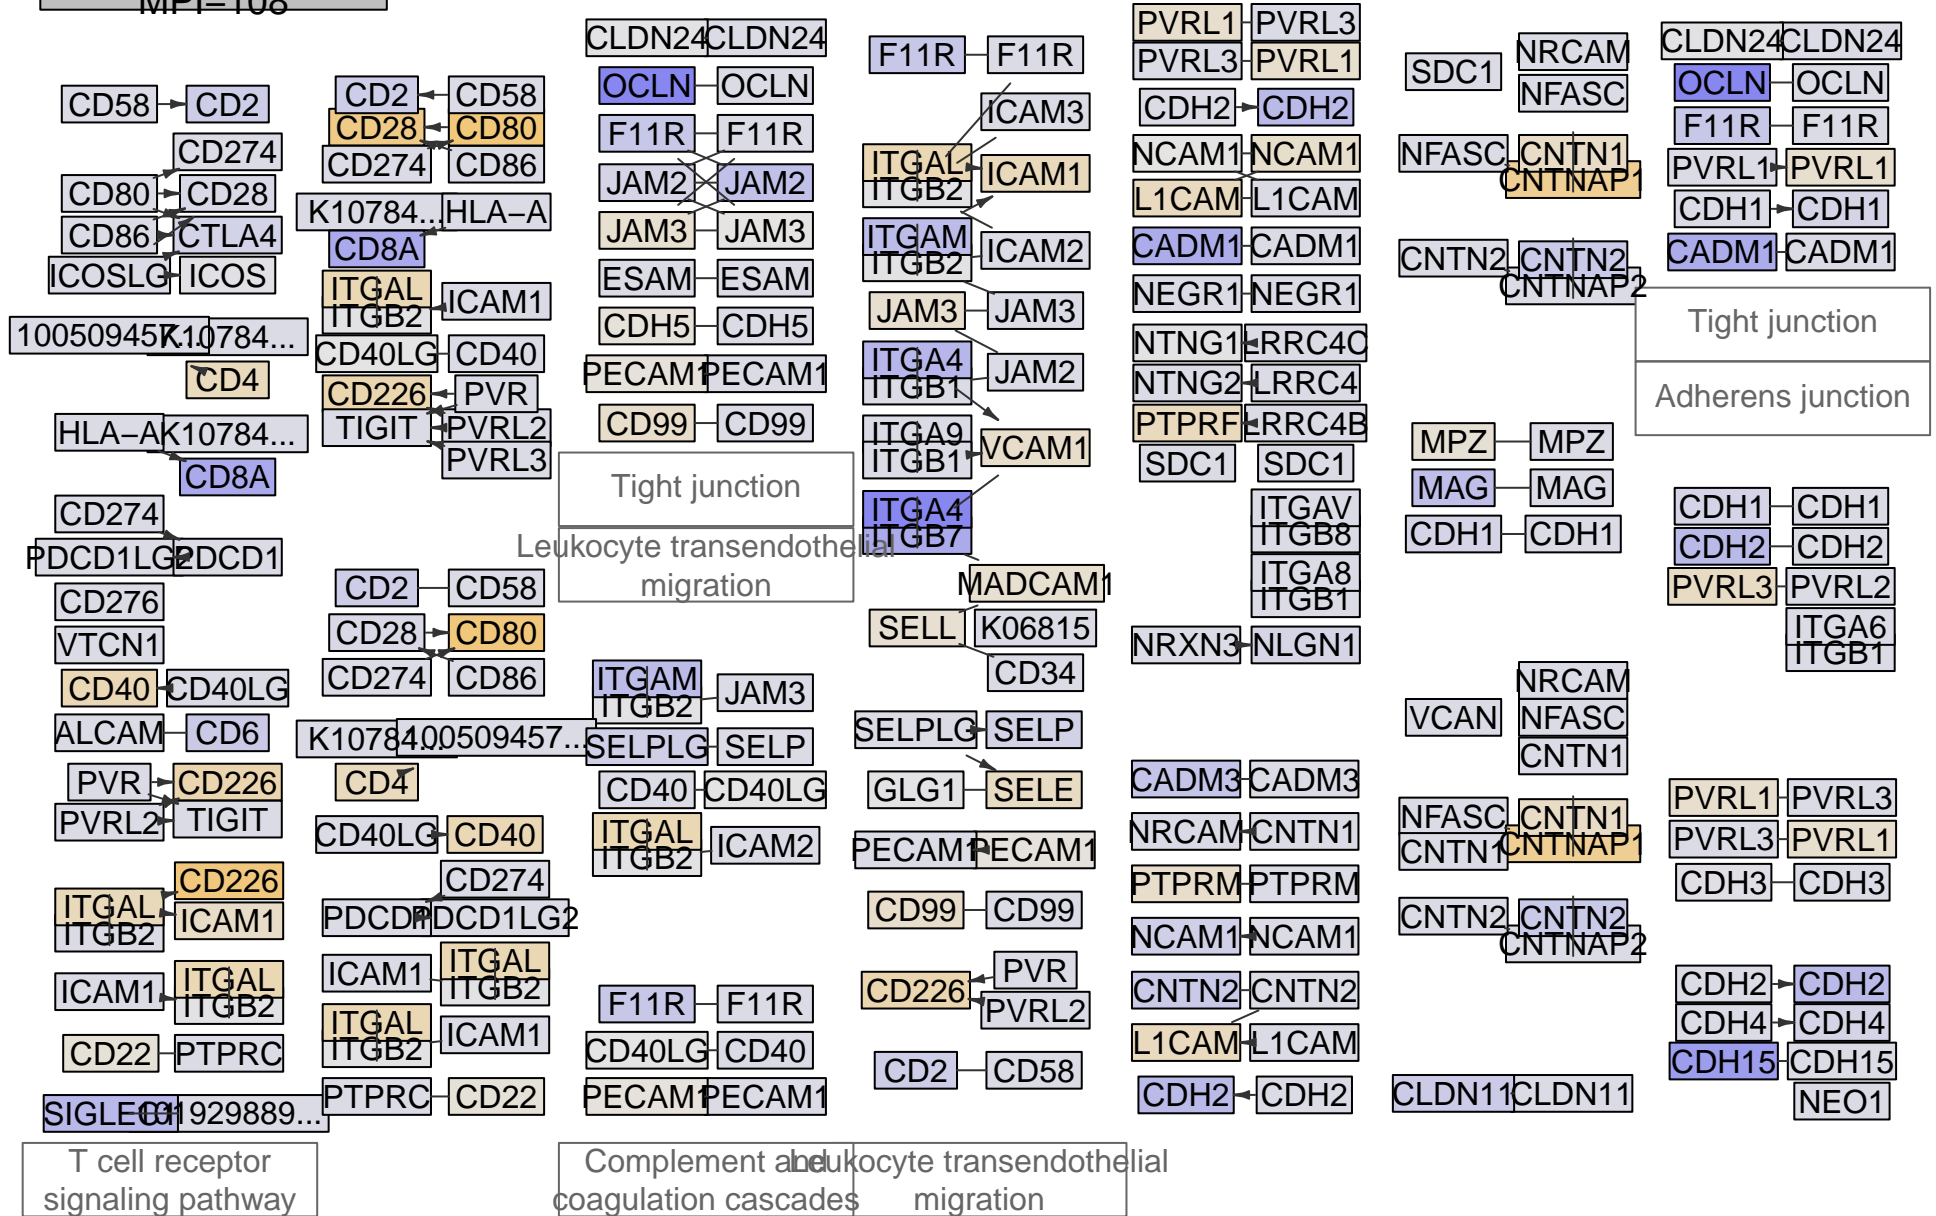 MPI−108
CD58
CD2
CD274
CD80
CD28
CD86
CTLA4
ICOSLG
ICOS
100509457...
K10784...
CD4
HLA−A
K10784...
CD8A
CD274
PDCD1LG2
PDCD1
CD276
VTCN1
CD40
CD40LG
ALCAM
CD6
PVR
CD226
PVRL2
TIGIT
CD226
ITGAL
ITGB2
ICAM1
ICAM1
ITGAL
ITGB2
CD22
PTPRC
T cell receptor
signaling pathway
CD2
CD58
CD28
CD80
CD274
CD86
K10784...
HLA−A
CD8A
ITGAL
ITGB2
ICAM1
CD40LG
CD40
CD226
PVR
TIGIT
PVRL2
PVRL3
CD2
CD58
CD28
CD80
CD274
CD86
K10784...
100509457...
CD4
CD40LG
CD40
CD274
PDCD1LG2
ICAM1
ITGAL
ITGB2
ITGAL
ITGB2
ICAM1
PTPRC
CD22
CLDN24
CLDN24
OCLN
OCLN
F11R
F11R
JAM2
JAM2
JAM3
JAM3
ESAM
ESAM
CDH5
CDH5
PECAM1
PECAM1
CD99
CD99
Tight junction
Leukocyte transendothelial
migration
ITGAM
ITGB2
JAM3
SELPLG
SELP
CD40
CD40LG
ITGAL
ITGB2
ICAM2
F11R
F11R
CD40LG
CD40
PECAM1
PECAM1
Complement and
coagulation cascades
F11R
F11R
ICAM3
ITGAL
ITGB2
ICAM1
ITGAM
ITGB2
ICAM2
JAM3
JAM3
ITGA4
ITGB1
JAM2
ITGA9
ITGB1
VCAM1
ITGA4
ITGB7
MADCAM1
SELL
K06815
CD34
SELPLG
SELP
GLG1
SELE
PECAM1
PECAM1
CD99
CD99
CD226
PVR
PVRL2
CD2
CD58
Leukocyte transendothelial
migration
PVRL1
PVRL3
PVRL3
PVRL1
CDH2
CDH2
NCAM1
NCAM1
L1CAM
L1CAM
CADM1
CADM1
NEGR1
NEGR1
NTNG1
LRRC4C
NTNG2
LRRC4
PTPRF
LRRC4B
SDC1
SDC1
ITGAV
ITGB8
ITGA8
ITGB1
NRXN3
NLGN1
CADM3
CADM3
NRCAM
CNTN1
PTPRM
PTPRM
NCAM1
NCAM1
CNTN2
CNTN2
L1CAM
L1CAM
CDH2
CDH2
SDC1
NRCAM
NFASC
NFASC
CNTN1
CNTNAP1
CNTN2
CNTN2
CNTNAP2
MPZ
MPZ
MAG
MAG
CDH1
CDH1
VCAN
NRCAM
NFASC
CNTN1
NFASC
CNTN1
CNTN1
CNTNAP1
CNTN2
CNTN2
CNTNAP2
CLDN11
CLDN11
CLDN24
CLDN24
OCLN
OCLN
F11R
F11R
PVRL1
PVRL1
CDH1
CDH1
CADM1
CADM1
Tight junction
Adherens junction
CDH1
CDH1
CDH2
CDH2
PVRL3
PVRL2
ITGA6
ITGB1
PVRL1
PVRL3
PVRL3
PVRL1
CDH3
CDH3
CDH2
CDH2
CDH4
CDH4
CDH15
CDH15
NEO1